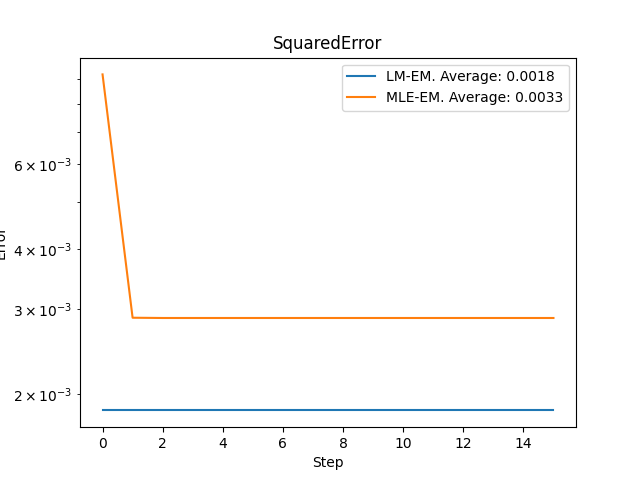 SquaredError
LM-EM. Average: 0.0018
MLE-EM. Average: 0.0033
6 × 10⁻³
4 × 10⁻³
3 × 10⁻³
2 × 10⁻³
Error
0 2 4 6 8 10 12 14
Step